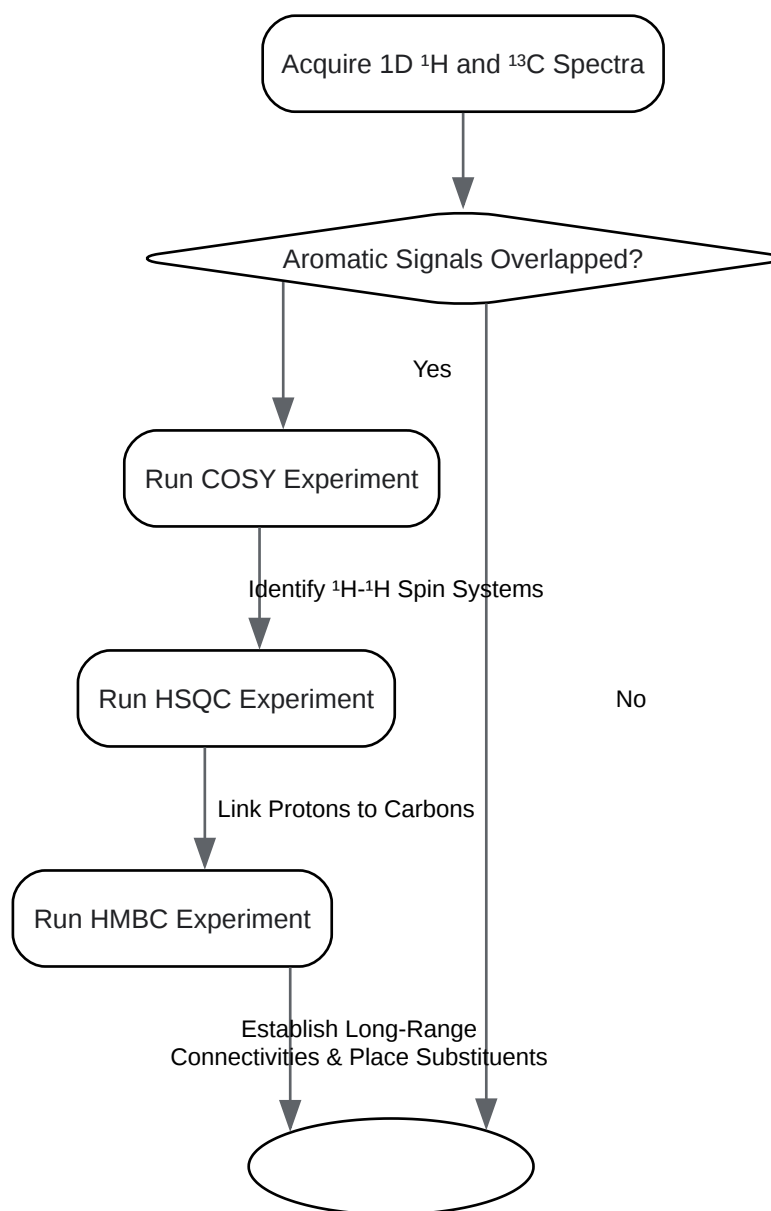 Acquire 1D ¹H and ¹³C Spectra
Aromatic Signals Overlapped?
Yes
Run COSY Experiment
Identify ¹H-¹H Spin Systems
Run HSQC Experiment
No
Link Protons to Carbons
Run HMBC Experiment
Establish Long-Range
Connectivities & Place Substituents